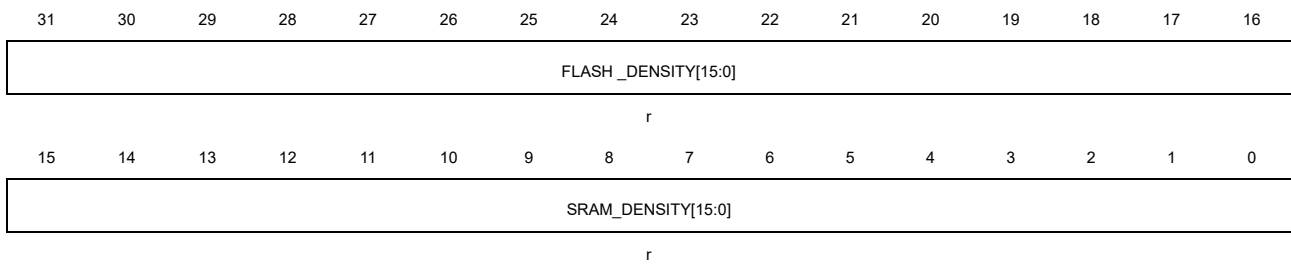 31 30 29 28 27 26 25 24 23 22 21 20 19 18 17 16
FLASH _DENSITY[15:0]
r
15 14 13 12 11 10 9 8 7 6 5 4 3 2 1 0
SRAM_DENSITY[15:0]
r